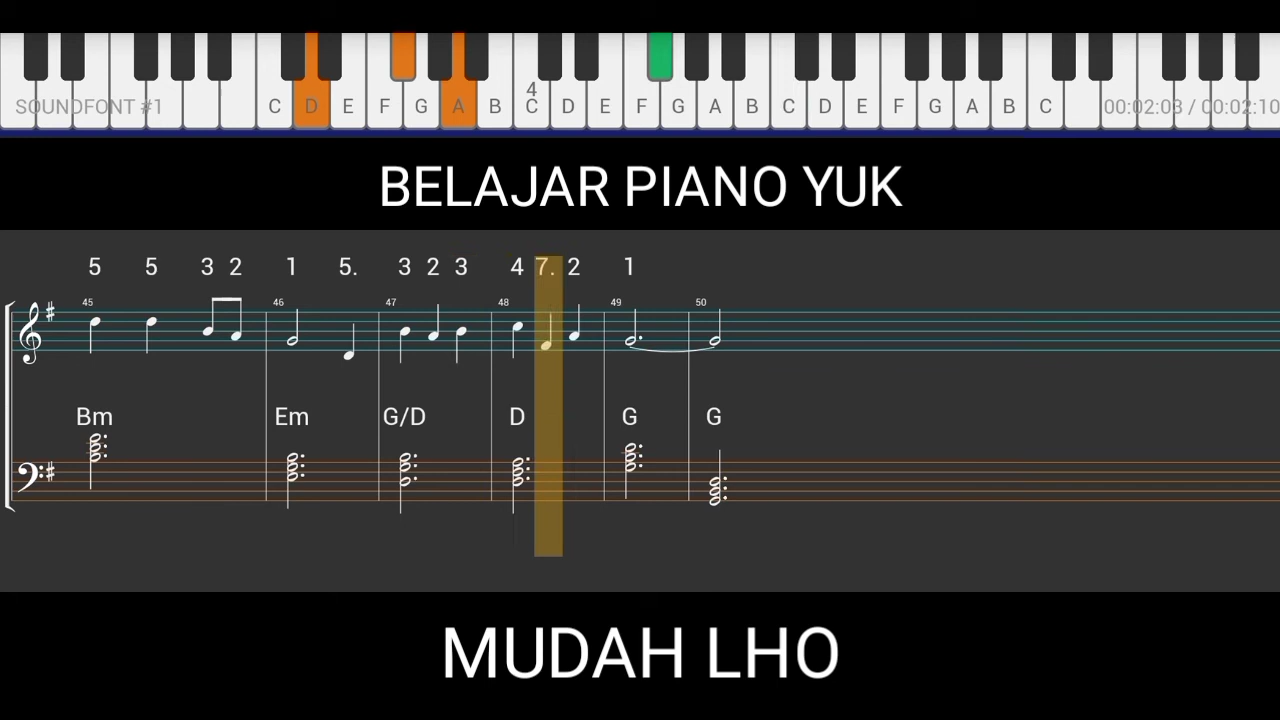 4
SOUNDFONT #1 C D E F G A B C D E F G A B C D E F G A B C 00:02:03 / 00:02:10
BELAJAR PIANO YUK
5 5 3 2 1 5. 3 2 3 4 7. 2 1
45 46 47 48 49 50
Bm Em G/D D G G
MUDAH LHO